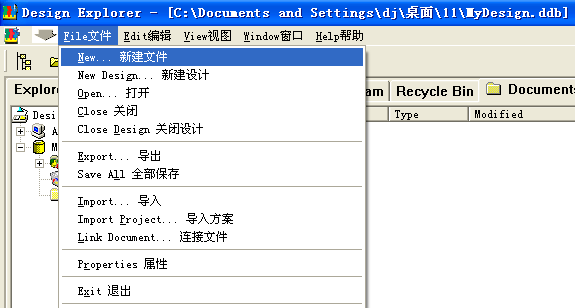 Design Explorer - [C:\Documents and Settings\dj\桌面\11\MyDesign.ddb]
File文件 Edit编辑 View视图 Window窗口 Help帮助
New... 新建文件
New Design... 新建设计
Open... 打开
Close 关闭
Close Design 关闭设计
Export... 导出
Save All 全部保存
Import... 导入
Import Project... 导入方案
Link Document... 连接文件
Properties 属性
Exit 退出
Explor am Recycle Bin Documents
Desi Type Modified
A
M